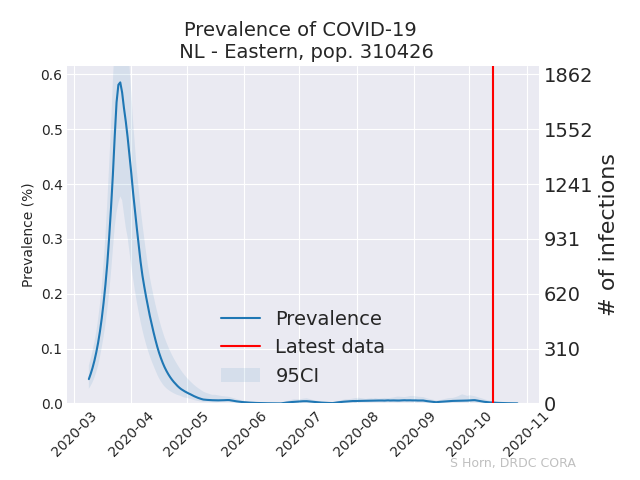 Prevalence of COVID-19
NL - Eastern, pop. 310426
Prevalence (%)
0.6
0.5
0.4
0.3
0.2
0.1
0.0
1862
1552
1241
931
620
310
0
# of infections
Prevalence
Latest data
95CI
2020-03
2020-04
2020-05
2020-06
2020-07
2020-08
2020-09
2020-10
2020-11
S Horn, DRDC CORA